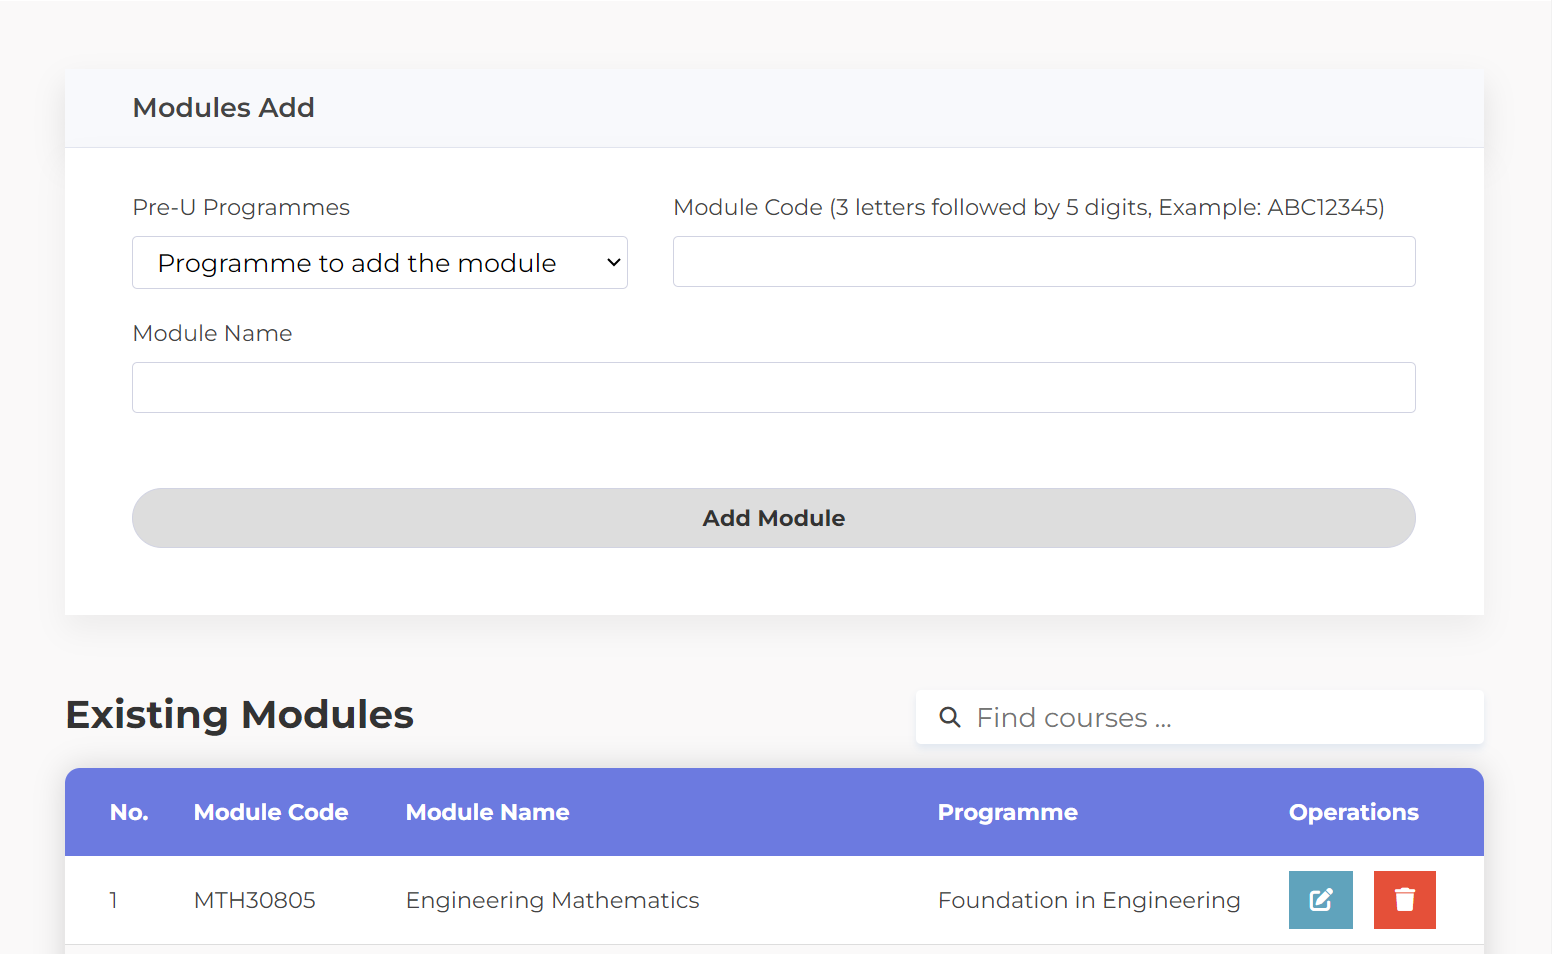 Modules Add
Pre-U Programmes
Module Code (3 letters followed by 5 digits, Example: ABC12345)
Programme to add the module
Module Name
Add Module
Existing Modules
Find courses ...
No. Module Code Module Name Programme Operations
1 MTH30805 Engineering Mathematics Foundation in Engineering